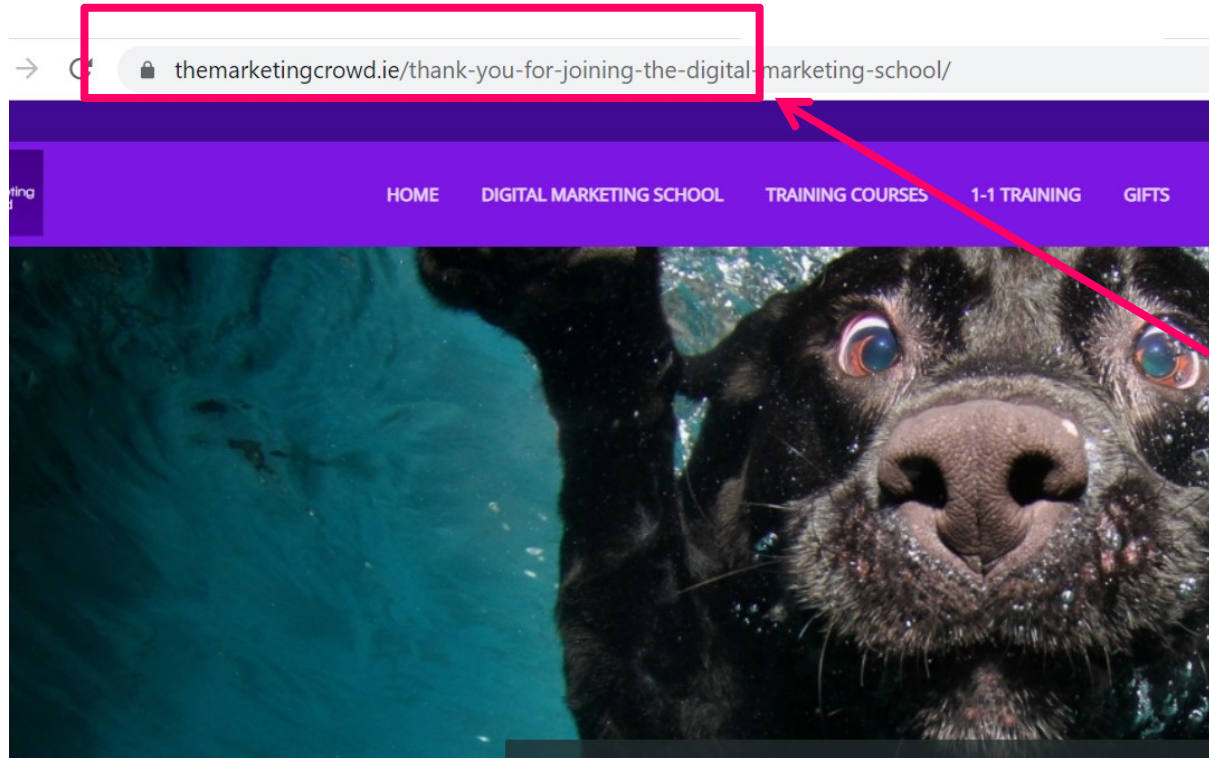 themarketingcrowd.ie/thank-you-for-joining-the-digital-marketing-school/
HOME DIGITAL MARKETING SCHOOL TRAINING COURSES 1-1 TRAINING GIFTS